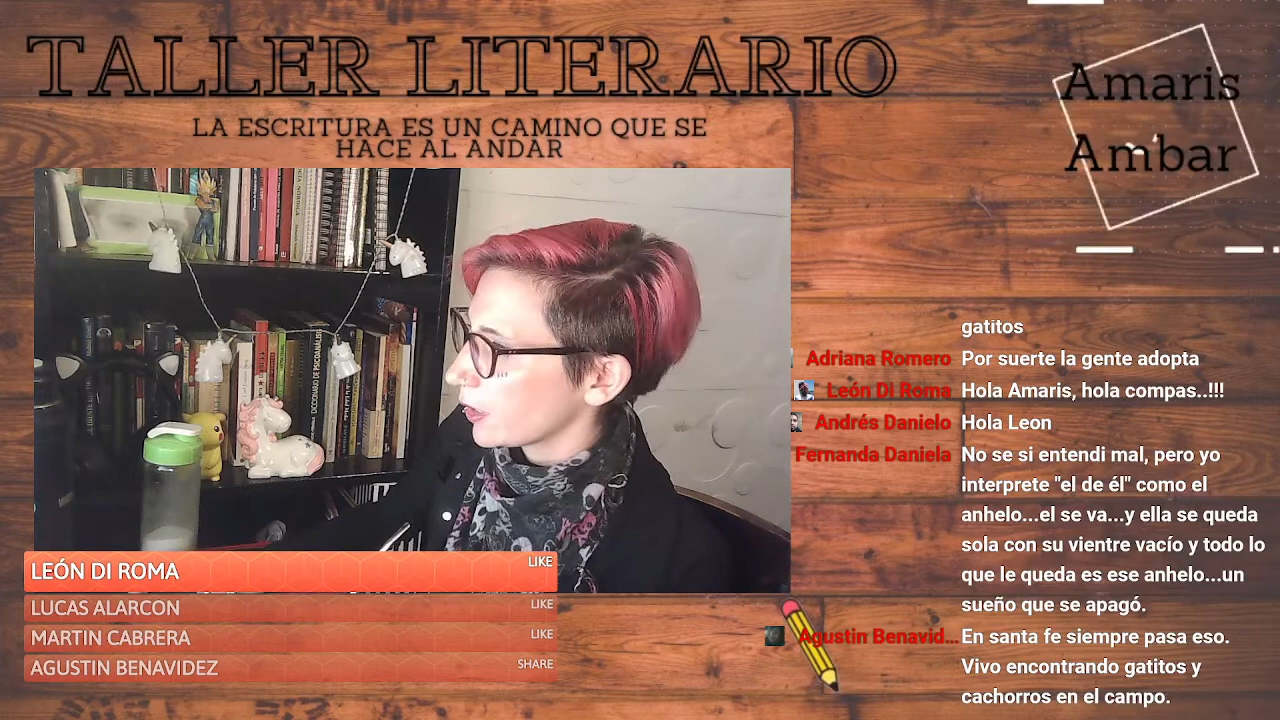 TALLER LITERARIO
LA ESCRITURA ES UN CAMINO QUE SE
HACE AL ANDAR
Amaris
Ambar
DICCIONARIO DE PSICOANÁLISIS
gatitos
Adriana Romero Por suerte la gente adopta
León Di Roma Hola Amaris, hola compas..!!!
Andrés Danielo Hola Leon
Fernanda Daniela No se si entendi mal, pero yo
interprete "el de él" como el
anhelo...el se va...y ella se queda
sola con su vientre vacío y todo lo
que le queda es ese anhelo...un
sueño que se apagó.
Agustin Benavid... En santa fe siempre pasa eso.
Vivo encontrando gatitos y
cachorros en el campo.
LEÓN DI ROMA LIKE
LUCAS ALARCON LIKE
MARTIN CABRERA LIKE
AGUSTIN BENAVIDEZ SHARE